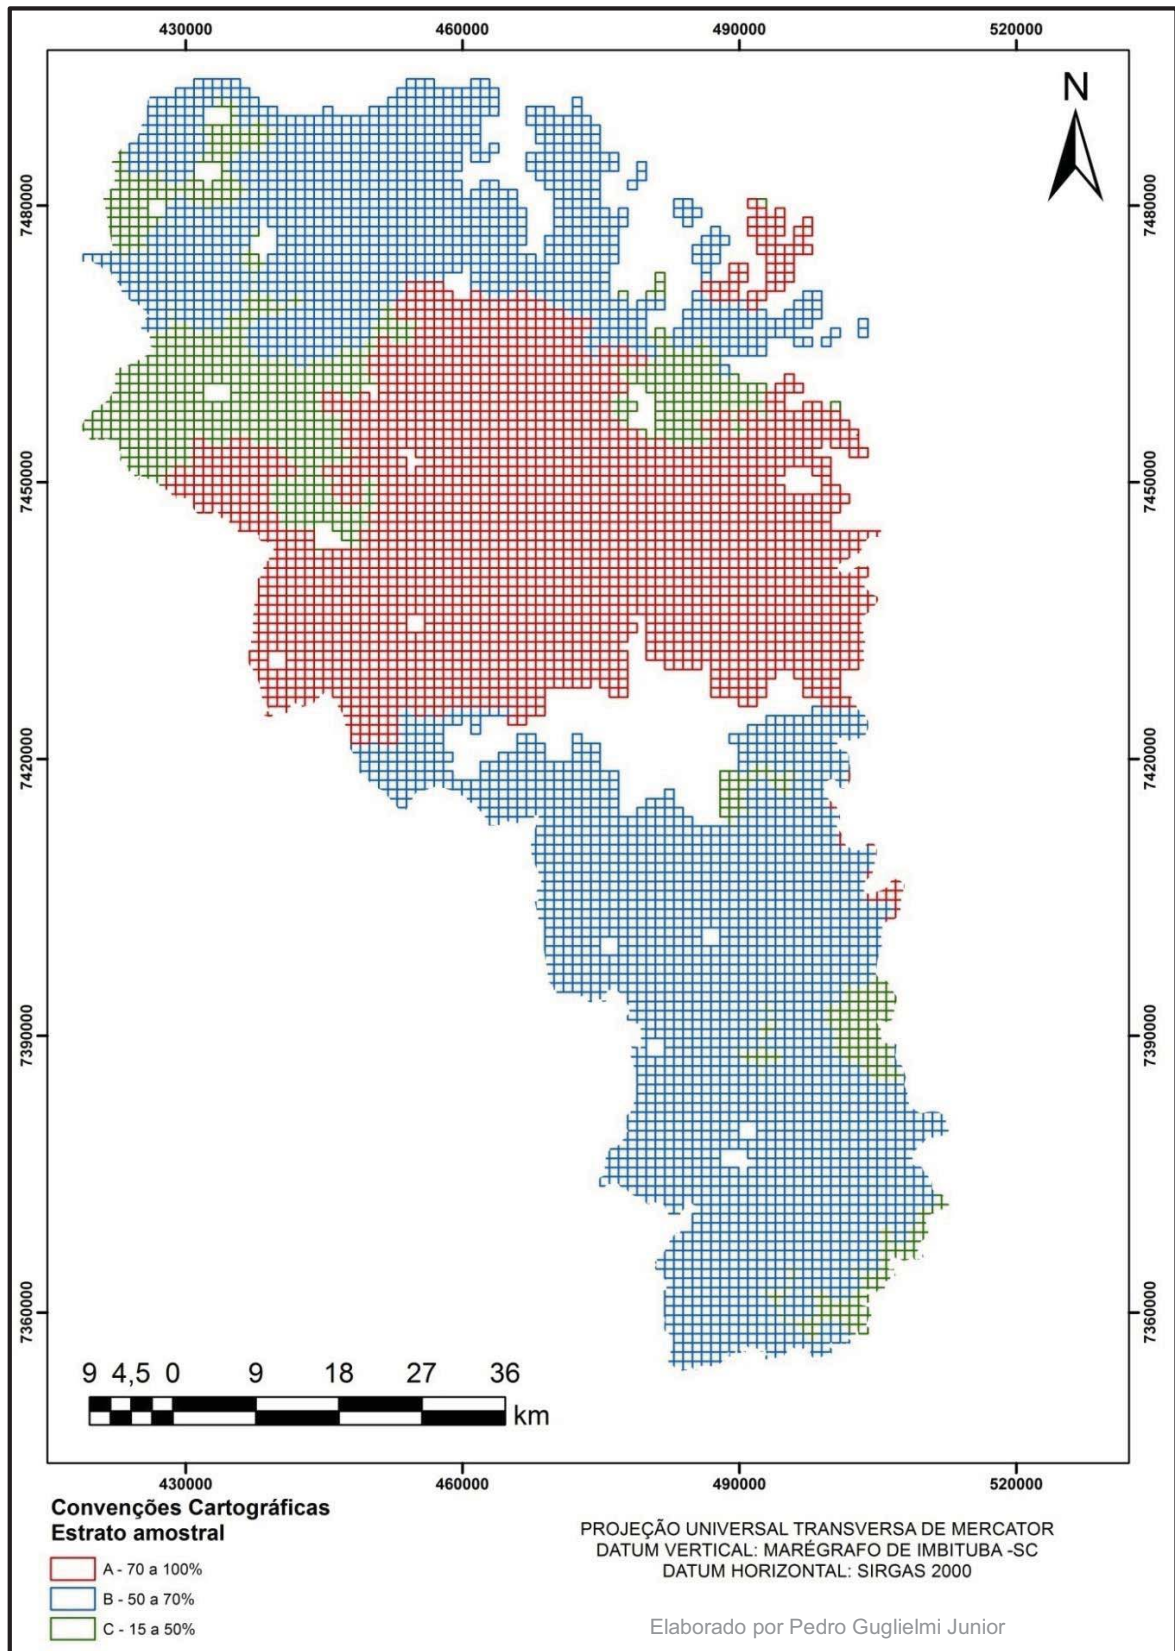 430000 460000 490000 520000
N
7480000 7480000
7450000 7450000
7420000 7420000
7390000 7390000
7360000 7360000
9 4,5 0 9 18 27 36
km
430000 460000 490000 520000
Convenções Cartográficas
Estrato amostral
A - 70 a 100%
B - 50 a 70%
C - 15 a 50%
PROJEÇÃO UNIVERSAL TRANSVERSA DE MERCATOR
DATUM VERTICAL: MARÉGRAFO DE IMBITUBA -SC
DATUM HORIZONTAL: SIRGAS 2000
Elaborado por Pedro Guglielmi Junior